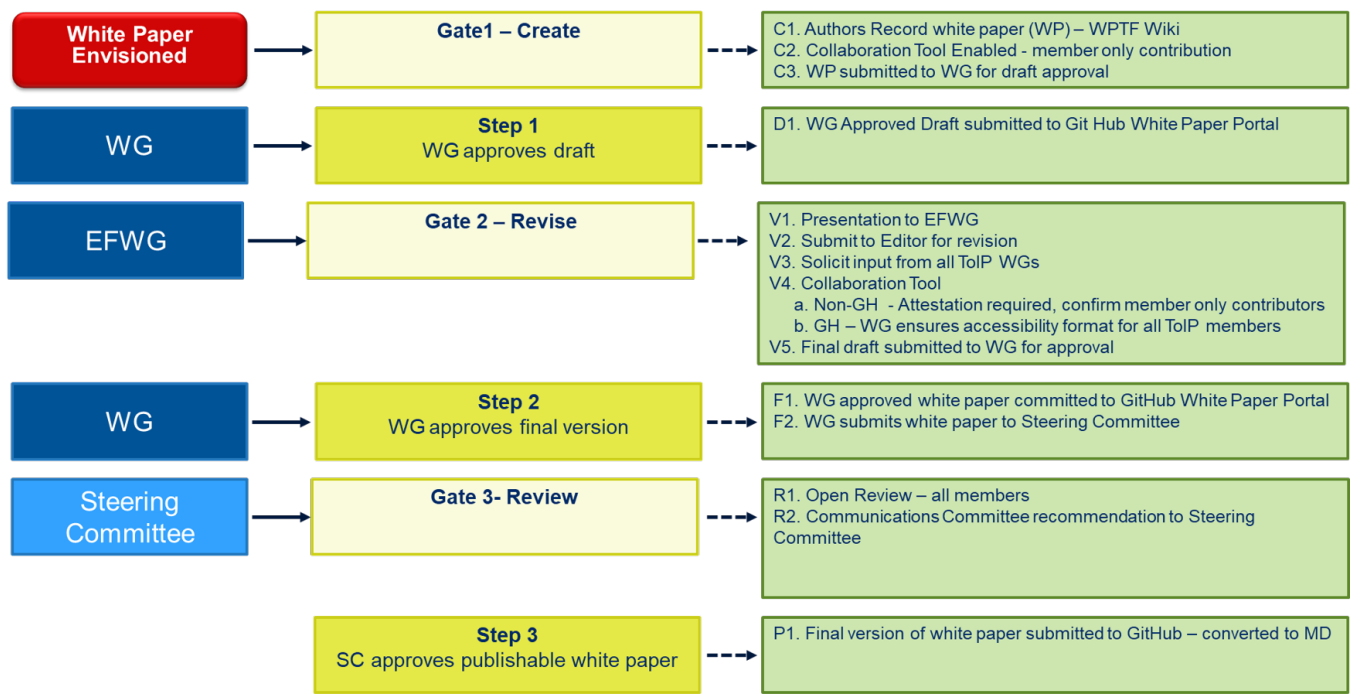 White Paper
Envisioned
Gate1 – Create
C1. Authors Record white paper (WP) – WPTF Wiki
C2. Collaboration Tool Enabled - member only contribution
C3. WP submitted to WG for draft approval
WG
Step 1
WG approves draft
D1. WG Approved Draft submitted to Git Hub White Paper Portal
EFWG
Gate 2 – Revise
V1. Presentation to EFWG
V2. Submit to Editor for revision
V3. Solicit input from all ToIP WGs
V4. Collaboration Tool
a. Non-GH - Attestation required, confirm member only contributors
b. GH – WG ensures accessibility format for all ToIP members
V5. Final draft submitted to WG for approval
WG
Step 2
WG approves final version
F1. WG approved white paper committed to GitHub White Paper Portal
F2. WG submits white paper to Steering Committee
Steering
Committee
Gate 3- Review
R1. Open Review – all members
R2. Communications Committee recommendation to Steering
Committee
Step 3
SC approves publishable white paper
P1. Final version of white paper submitted to GitHub – converted to MD